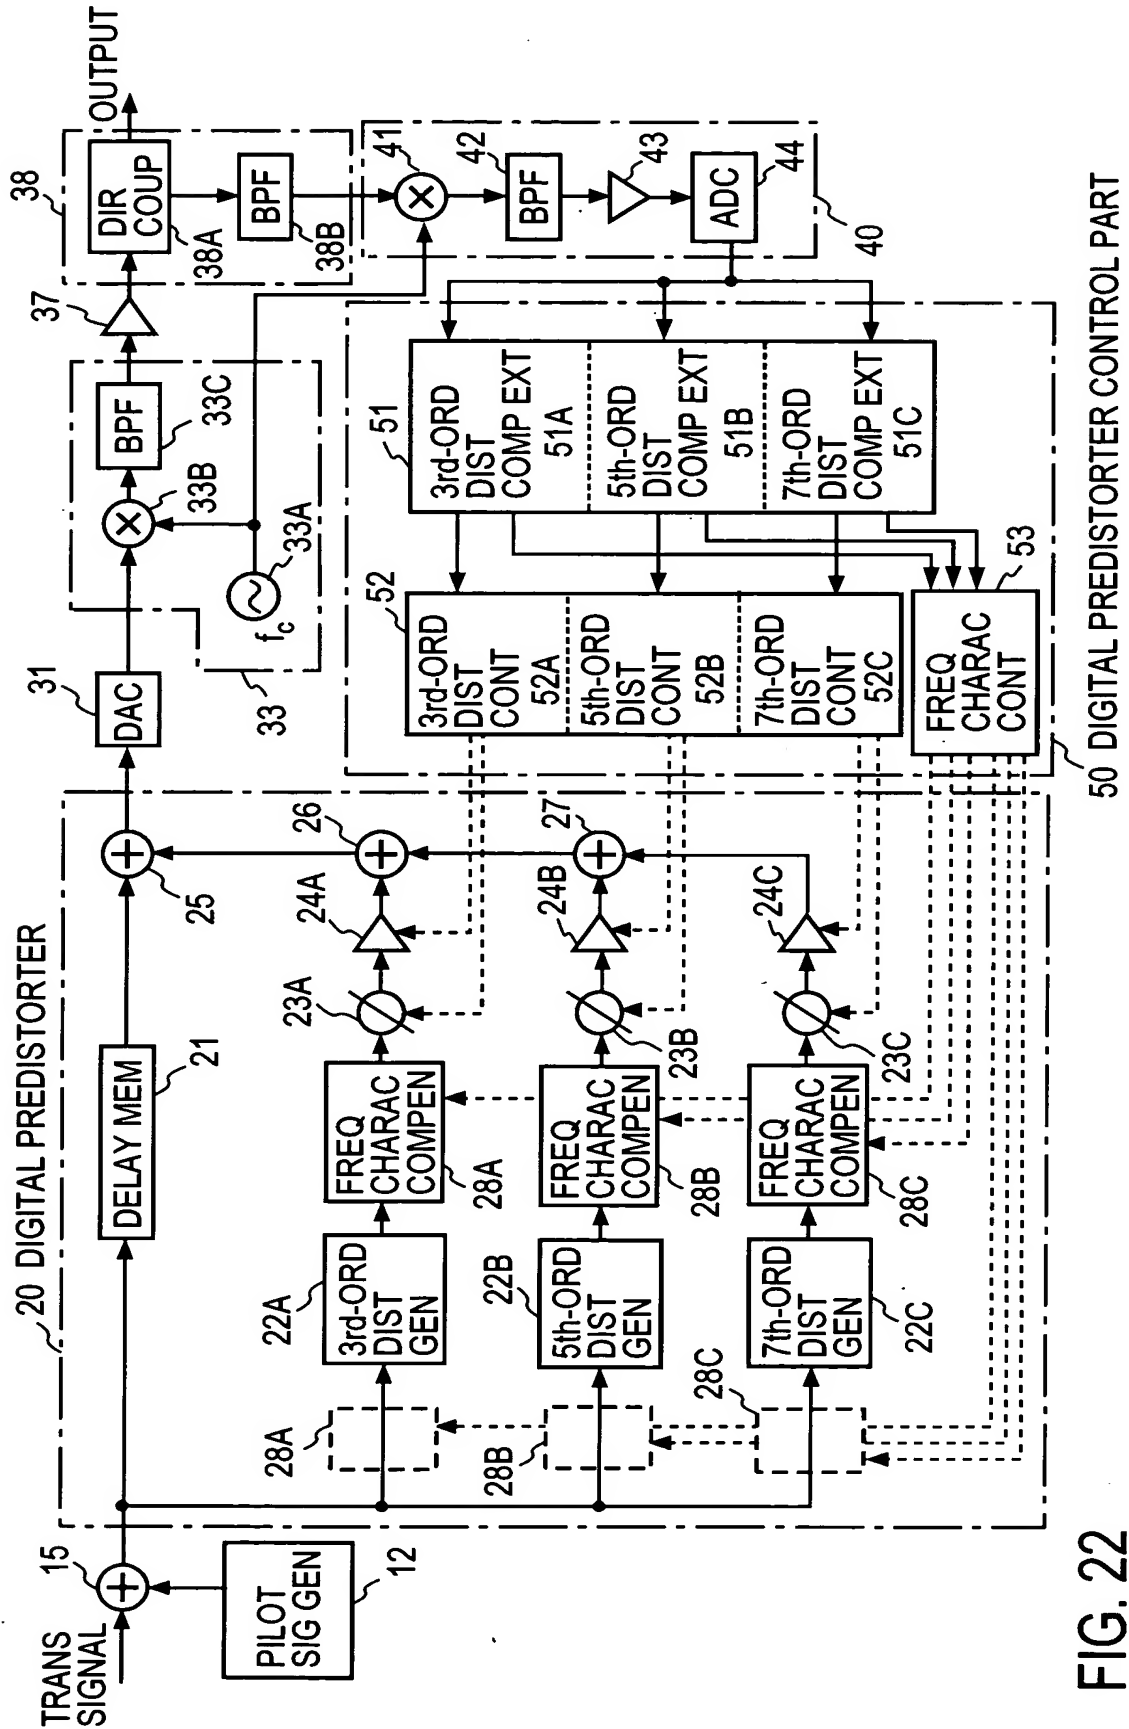 TRANS
SIGNAL
15
PILOT
SIG GEN
12
20 DIGITAL PREDISTORTER
DELAY MEM
21
25
28A
22A
3rd-ORD
DIST
GEN
FREQ
CHARAC
COMPEN
28A
23A
24A
26
28B
22B
5th-ORD
DIST
GEN
FREQ
CHARAC
COMPEN
28B
23B
24B
27
28C
7th-ORD
DIST
GEN
22C
FREQ
CHARAC
COMPEN
28C
23C
24C
DAC
31
33
33B
BPF
33C
33A
fc
37
38
DIR
COUP
38A
BPF
38B
OUTPUT
41
BPF
42
43
ADC
44
40
51
3rd-ORD
DIST
COMP EXT
51A
5th-ORD
DIST
COMP EXT
51B
7th-ORD
DIST
COMP EXT
51C
52
3rd-ORD
DIST
CONT
52A
5th-ORD
DIST
CONT
52B
7th-ORD
DIST
CONT
52C
FREQ
CHARAC
CONT
53
50 DIGITAL PREDISTORTER CONTROL PART
FIG. 22